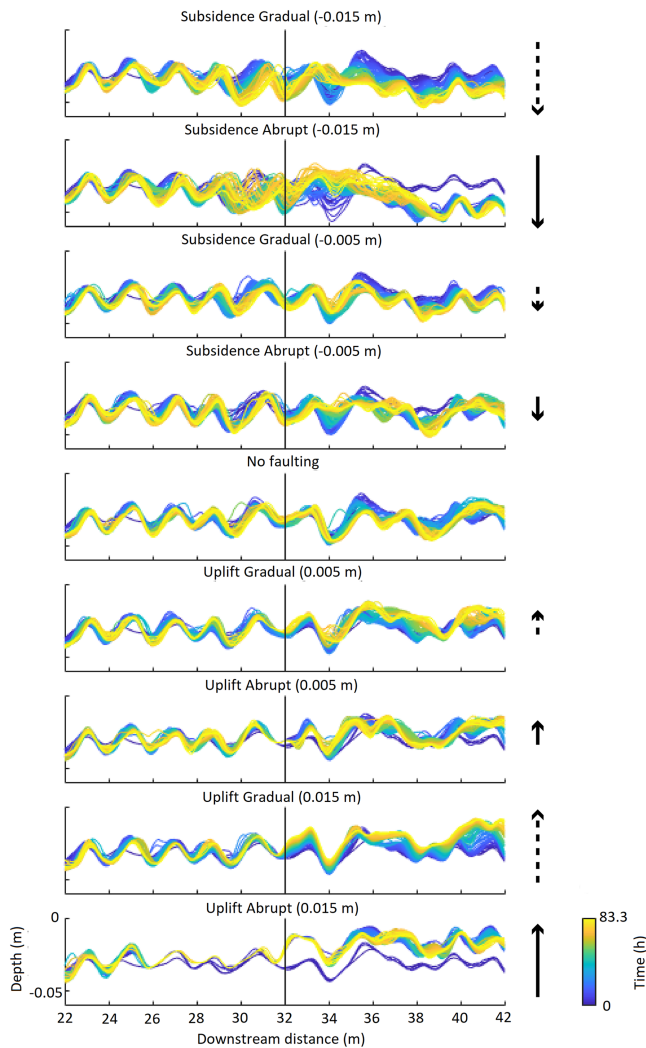 Subsidence Gradual (-0.015 m)
Subsidence Abrupt (-0.015 m)
Subsidence Gradual (-0.005 m)
Subsidence Abrupt (-0.005 m)
No faulting
Uplift Gradual (0.005 m)
Uplift Abrupt (0.005 m)
Uplift Gradual (0.015 m)
Uplift Abrupt (0.015 m)
0
-0.05
Depth (m)
22 24 26 28 30 32 34 36 38 40 42
Downstream distance (m)
83.3
0
Time (h)